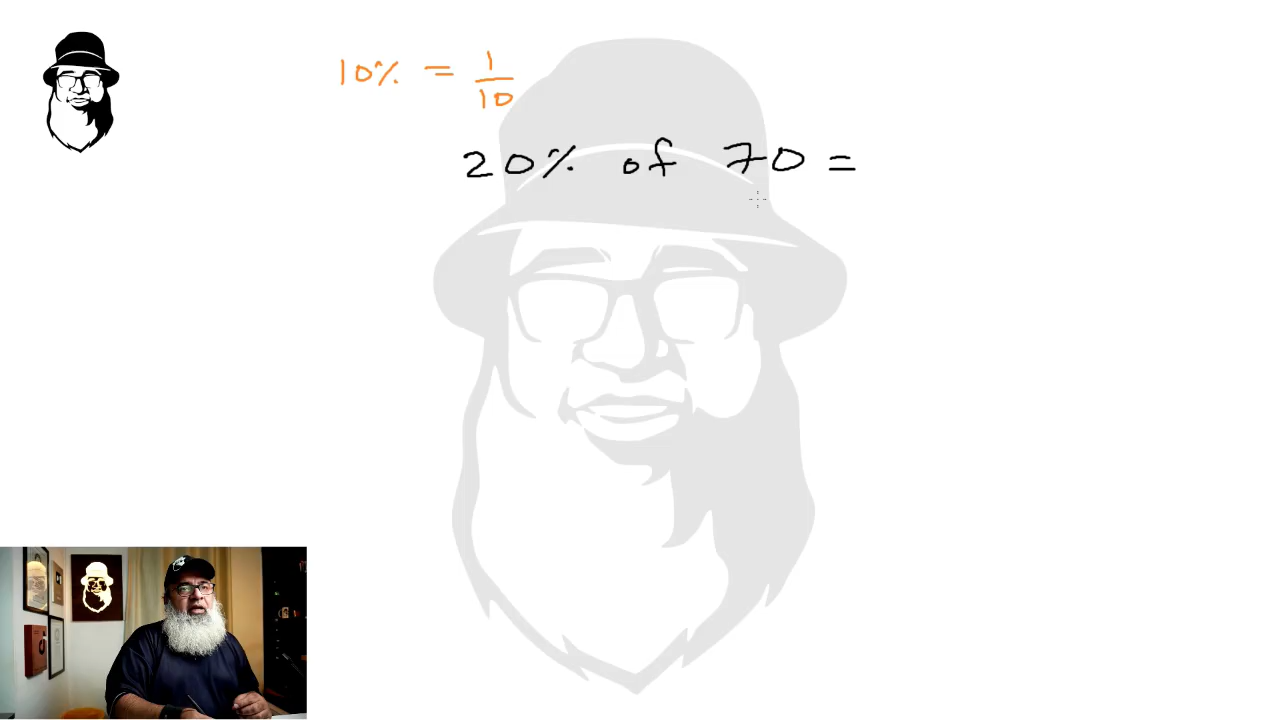 10% = 1/10
20% of 70 =